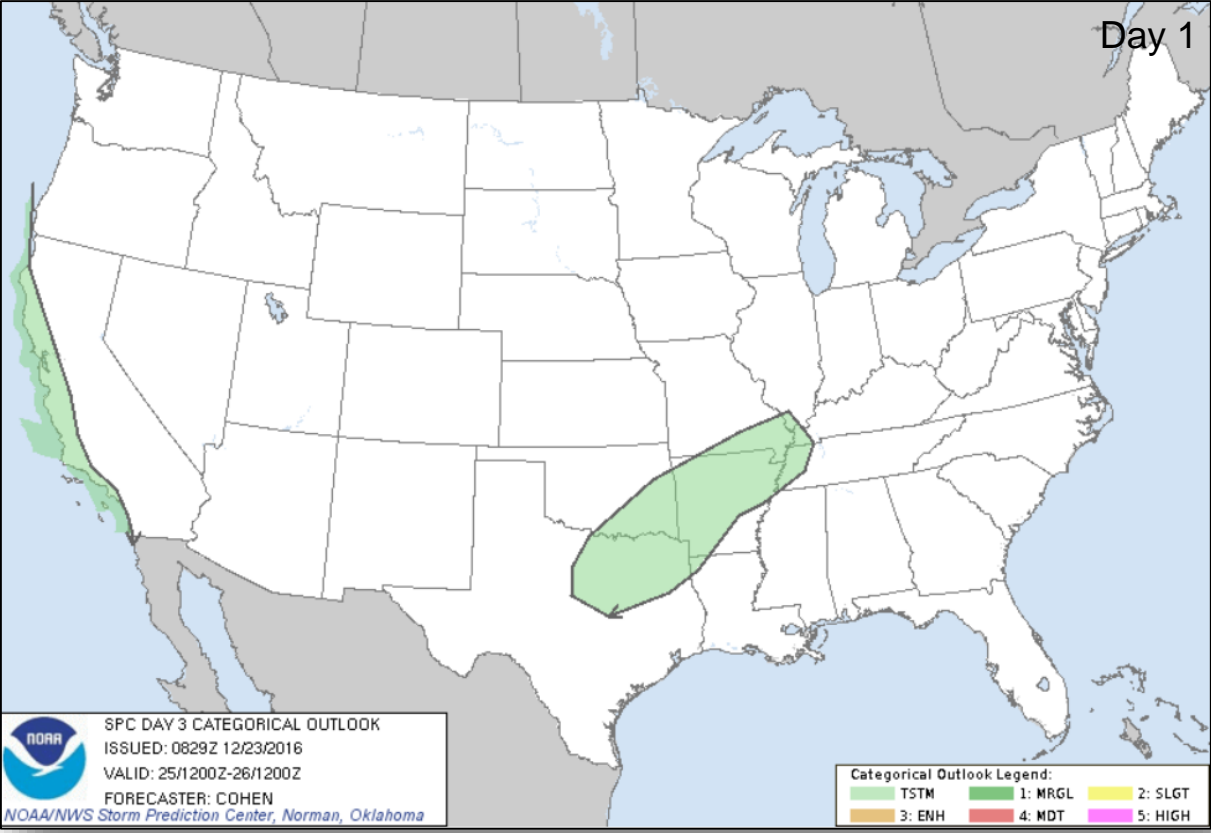 Day 1
NOAA
SPC DAY 3 CATEGORICAL OUTLOOK
ISSUED: 0829Z 12/23/2016
VALID: 25/1200Z-26/1200Z
FORECASTER: COHEN
NOAA/NWS Storm Prediction Center, Norman, Oklahoma
Categorical Outlook Legend:
TSTM 1: MRGL 2: SLGT
3: ENH 4: MDT 5: HIGH